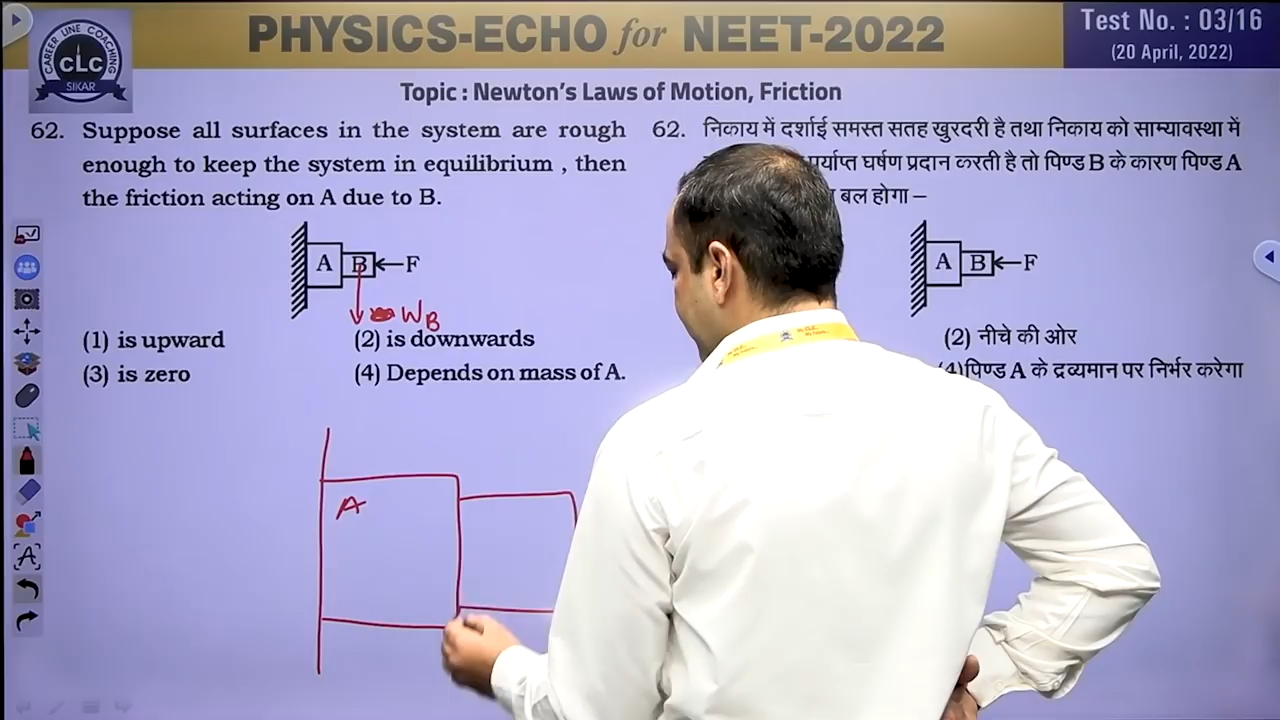 PHYSICS-ECHO for NEET-2022
Test No. : 03/16
(20 April, 2022)
CAREER LINE COACHING
CLC
SIKAR
Topic : Newton's Laws of Motion, Friction
62. Suppose all surfaces in the system are rough
enough to keep the system in equilibrium , then
the friction acting on A due to B.
A B F
W_B
(1) is upward
(2) is downwards
(3) is zero
(4) Depends on mass of A.
62. निकाय में दर्शाई समस्त सतह खुरदरी है तथा निकाय को साम्यावस्था में
पर्याप्त घर्षण प्रदान करती है तो पिण्ड B के कारण पिण्ड A
बल होगा –
A B F
(2) नीचे की ओर
(4)पिण्ड A के द्रव्यमान पर निर्भर करेगा
A